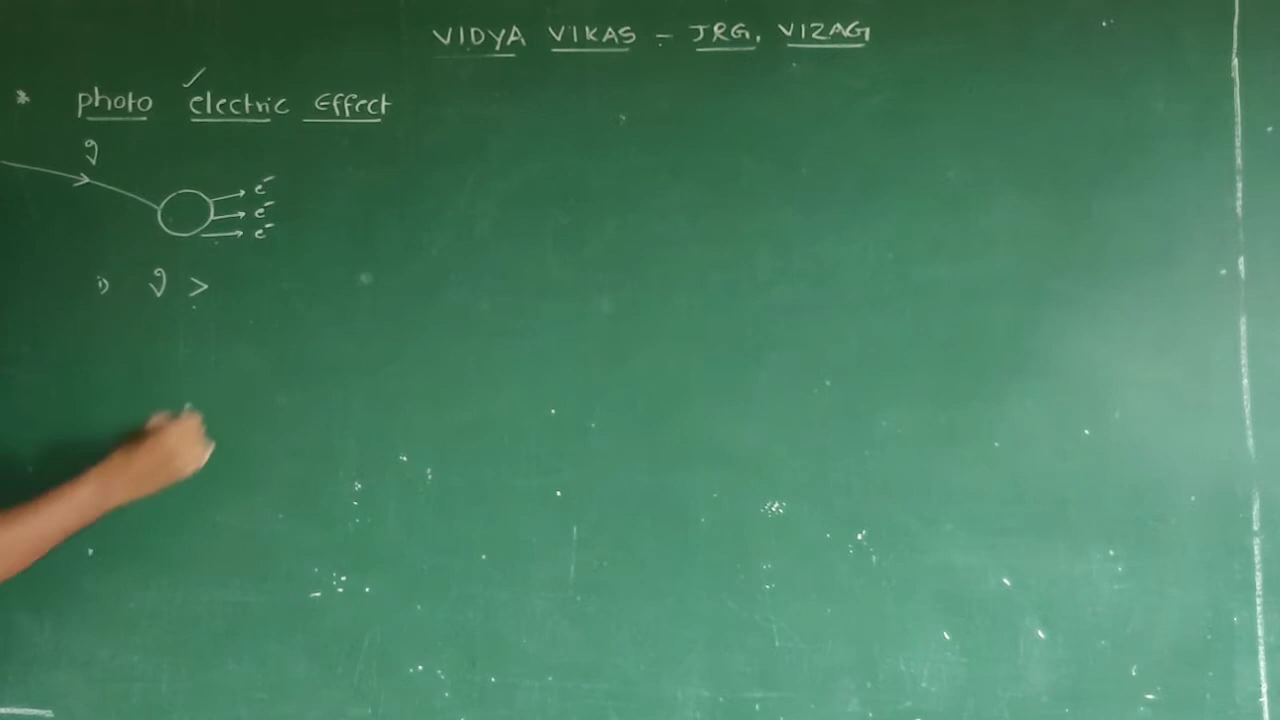 VIDYA VIKAS - JRG, VIZAG
* photo electric Effect
ν
e⁻
e⁻
e⁻
i) ν >